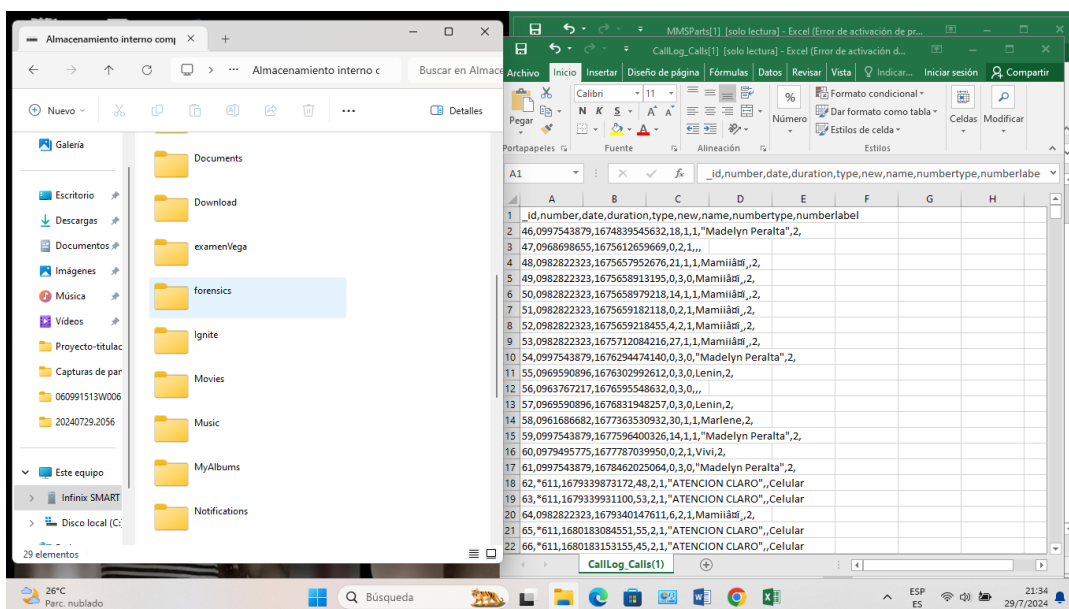 Almacenamiento interno comp
Almacenamiento interno c
Buscar en Almace
Nuevo
Detalles
Galería
Escritorio
Descargas
Documentos
Imágenes
Música
Vídeos
Proyecto-titulac
Capturas de par
060991513W006
20240729.2056
Este equipo
Infinix SMART
Disco local (C:
29 elementos
Documents
Download
examenVega
forensics
Ignite
Movies
Music
MyAlbums
Notifications
MMSParts[1] [solo lectura] - Excel (Error de activación de pr...
CallLog_Calls[1] [solo lectura] - Excel (Error de activación d...
Archivo Inicio Insertar Diseño de página Fórmulas Datos Revisar Vista Indicar... Iniciar sesión Compartir
Calibri 11
Pegar
N K S
A A
%
Número
Formato condicional
Dar formato como tabla
Estilos de celda
Celdas Modificar
Portapapeles Fuente Alineación Estilos
A1 fx _id,number,date,duration,type,new,name,numbertype,numberlabe
A B C D E F G H
1 _id,number,date,duration,type,new,name,numbertype,numberlabel
2 46,0997543879,1674839545632,18,1,1,"Madelyn Peralta",2,
3 47,0968698655,1675612659669,0,2,1,,,
4 48,0982822323,1675657952676,21,1,1,Mamiiâ¤ï¸,2,
5 49,0982822323,1675658913195,0,3,0,Mamiiâ¤ï¸,2,
6 50,0982822323,1675658979218,14,1,1,Mamiiâ¤ï¸,2,
7 51,0982822323,1675659182118,0,2,1,Mamiiâ¤ï¸,2,
8 52,0982822323,1675659218455,4,2,1,Mamiiâ¤ï¸,2,
9 53,0982822323,1675712084216,27,1,1,Mamiiâ¤ï¸,2,
10 54,0997543879,1676294474140,0,3,0,"Madelyn Peralta",2,
11 55,0969590896,1676302992612,0,3,0,Lenin,2,
12 56,0963767217,1676595548632,0,3,0,,,
13 57,0969590896,1676831948257,0,3,0,Lenin,2,
14 58,0961686682,1677363530932,30,1,1,Marlene,2,
15 59,0997543879,1677596400326,14,1,1,"Madelyn Peralta",2,
16 60,0979495775,1677787039950,0,2,1,Vivi,2,
17 61,0997543879,1678462025064,0,3,0,"Madelyn Peralta",2,
18 62,*611,1679339873172,48,2,1,"ATENCION CLARO",,Celular
19 63,*611,1679339931100,53,2,1,"ATENCION CLARO",,Celular
20 64,0982822323,1679340147611,6,2,1,Mamiiâ¤ï¸,2,
21 65,*611,1680183084551,55,2,1,"ATENCION CLARO",,Celular
22 66,*611,1680183153155,45,2,1,"ATENCION CLARO",,Celular
CallLog_Calls(1)
26°C
Parc. nublado
Búsqueda
ESP
ES
21:34
29/7/2024